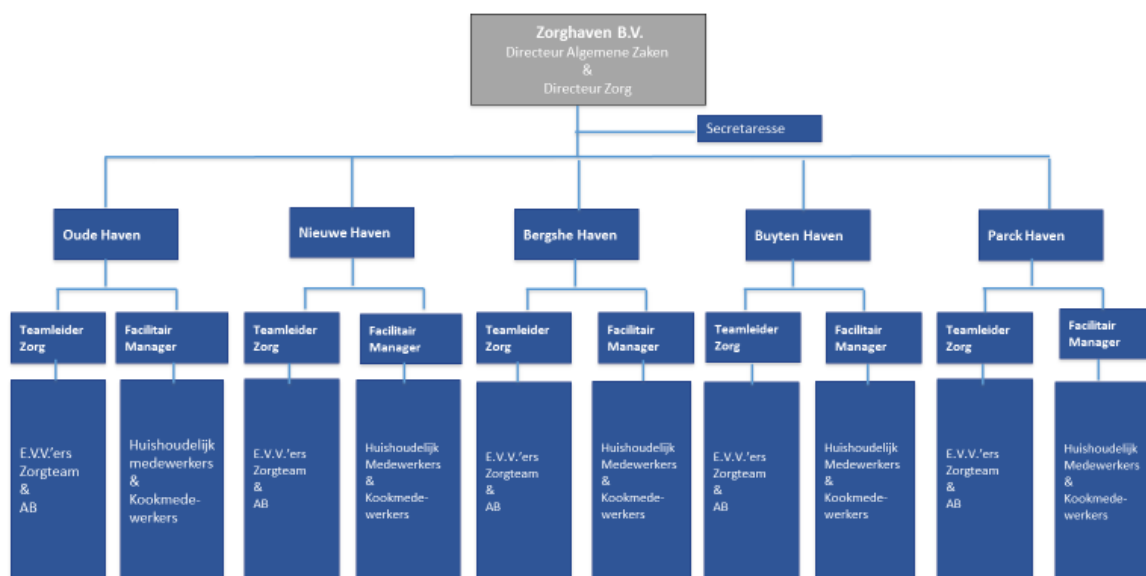 Zorghaven B.V.
Directeur Algemene Zaken
&
Directeur Zorg
Secretaresse
Oude Haven
Nieuwe Haven
Bergshe Haven
Buyten Haven
Parck Haven
Teamleider
Zorg
Facilitair
Manager
Teamleider
Zorg
Facilitair
Manager
Teamleider
Zorg
Facilitair
Manager
Teamleider
Zorg
Facilitair
Manager
Teamleider
Zorg
Facilitair
Manager
E.V.V.'ers
Zorgteam
&
AB
Huishoudelijk
medewerkers
&
Kookmede-
werkers
E.V.V.'ers
Zorgteam
&
AB
Huishoudelijk
Medewerkers
&
Kookmede-
werkers
E.V.V.'ers
Zorgteam
&
AB
Huishoudelijk
Medewerkers
&
Kookmede-
werkers
E.V.V.'ers
Zorgteam
&
AB
Huishoudelijk
Medewerkers
&
Kookmede-
werkers
E.V.V.'ers
Zorgteam
&
AB
Huishoudelijk
Medewerkers
&
Kookmede-
werkers